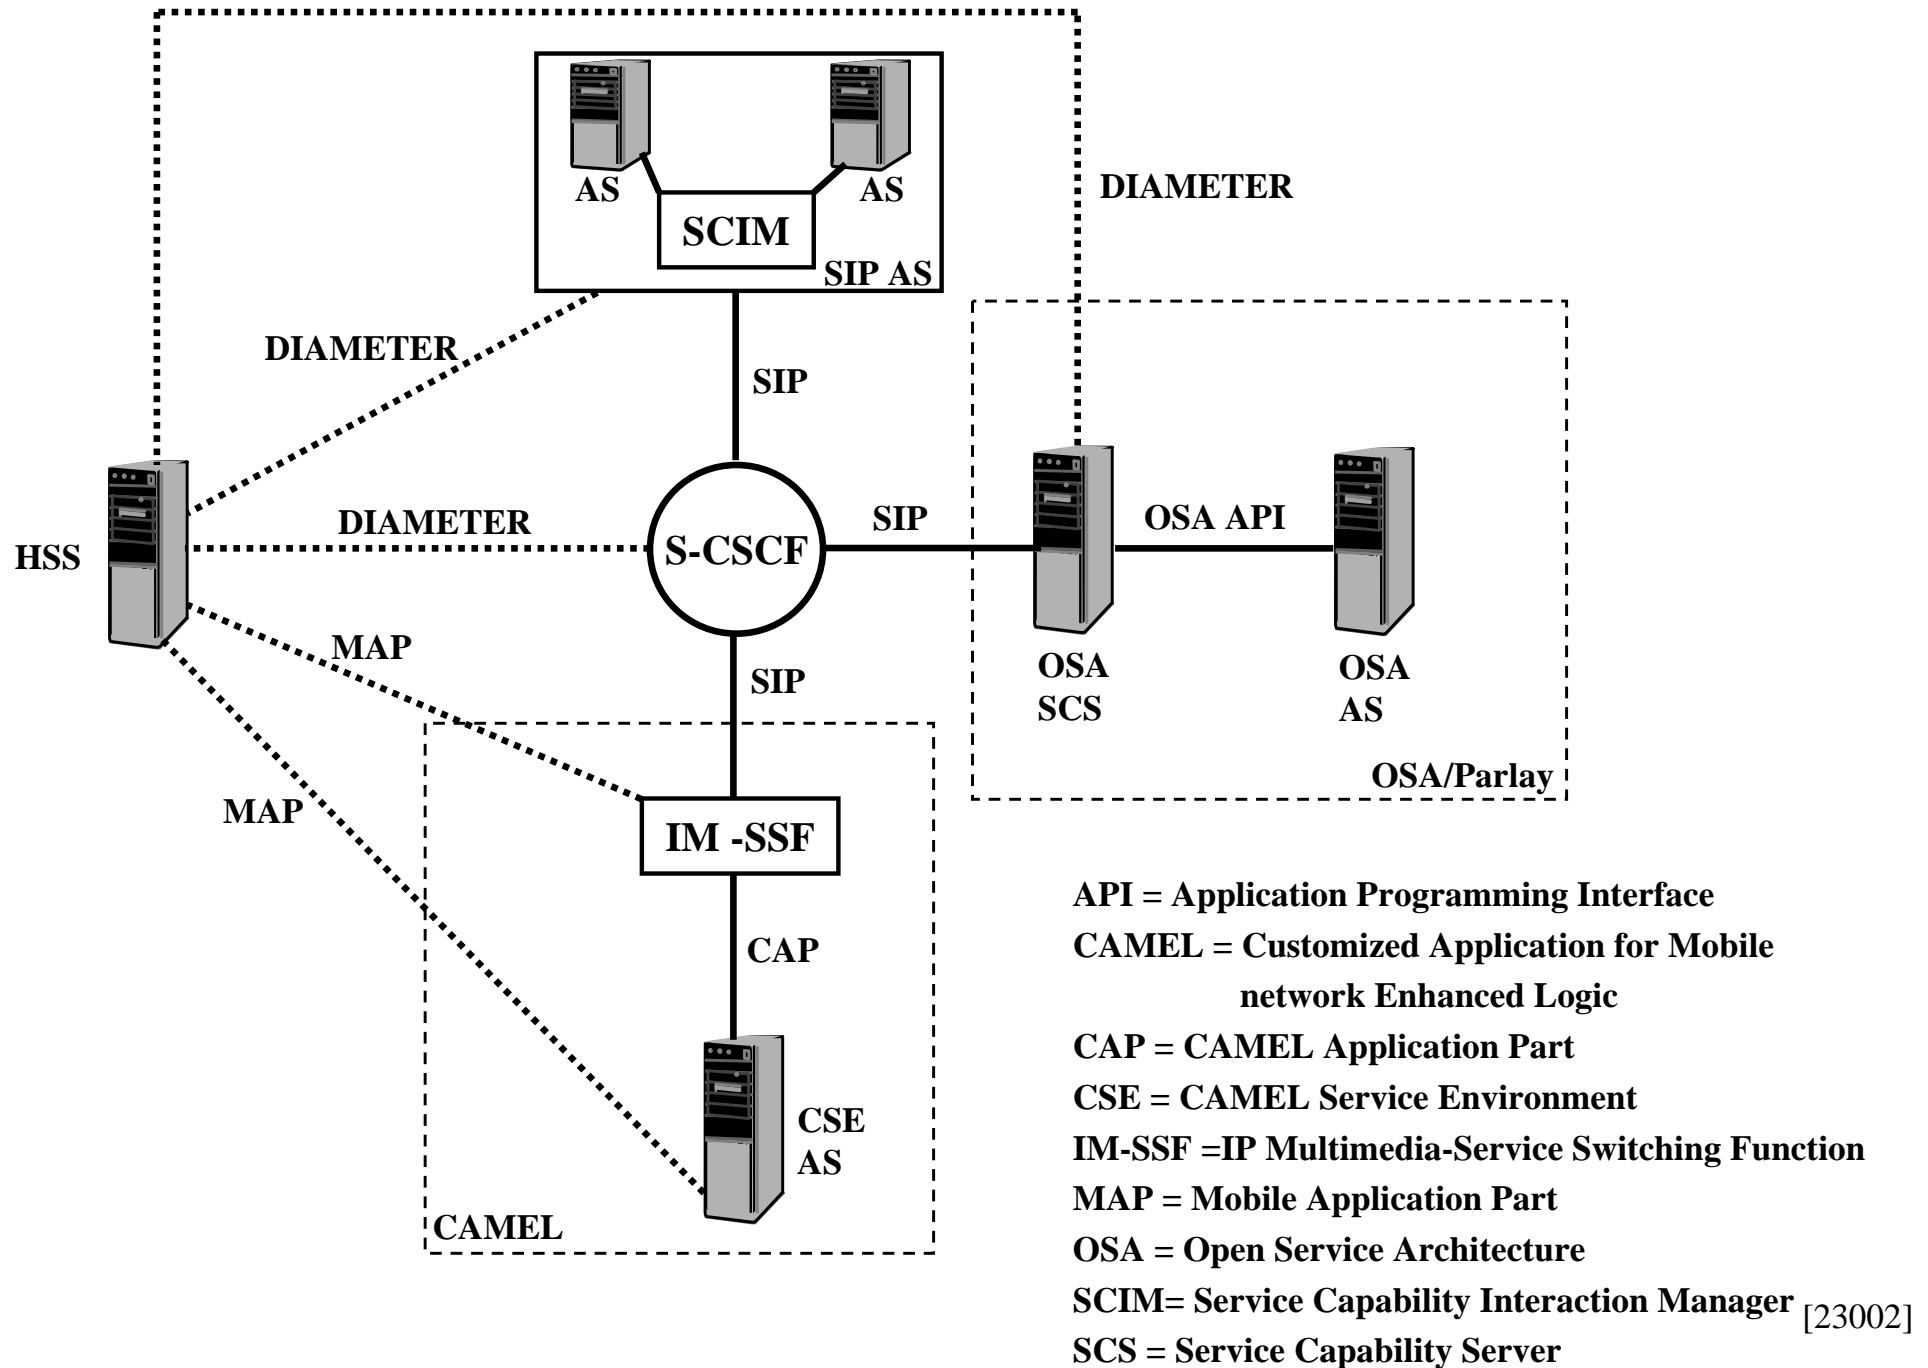 AS
AS
SCIM
SIP AS
DIAMETER
DIAMETER
SIP
DIAMETER
SIP
OSA API
HSS
S-CSCF
MAP
SIP
OSA
SCS
OSA
AS
OSA/Parlay
MAP
IM -SSF
CAP
CSE
AS
CAMEL
API = Application Programming Interface
CAMEL = Customized Application for Mobile
network Enhanced Logic
CAP = CAMEL Application Part
CSE = CAMEL Service Environment
IM-SSF =IP Multimedia-Service Switching Function
MAP = Mobile Application Part
OSA = Open Service Architecture
SCIM= Service Capability Interaction Manager
[23002]
SCS = Service Capability Server